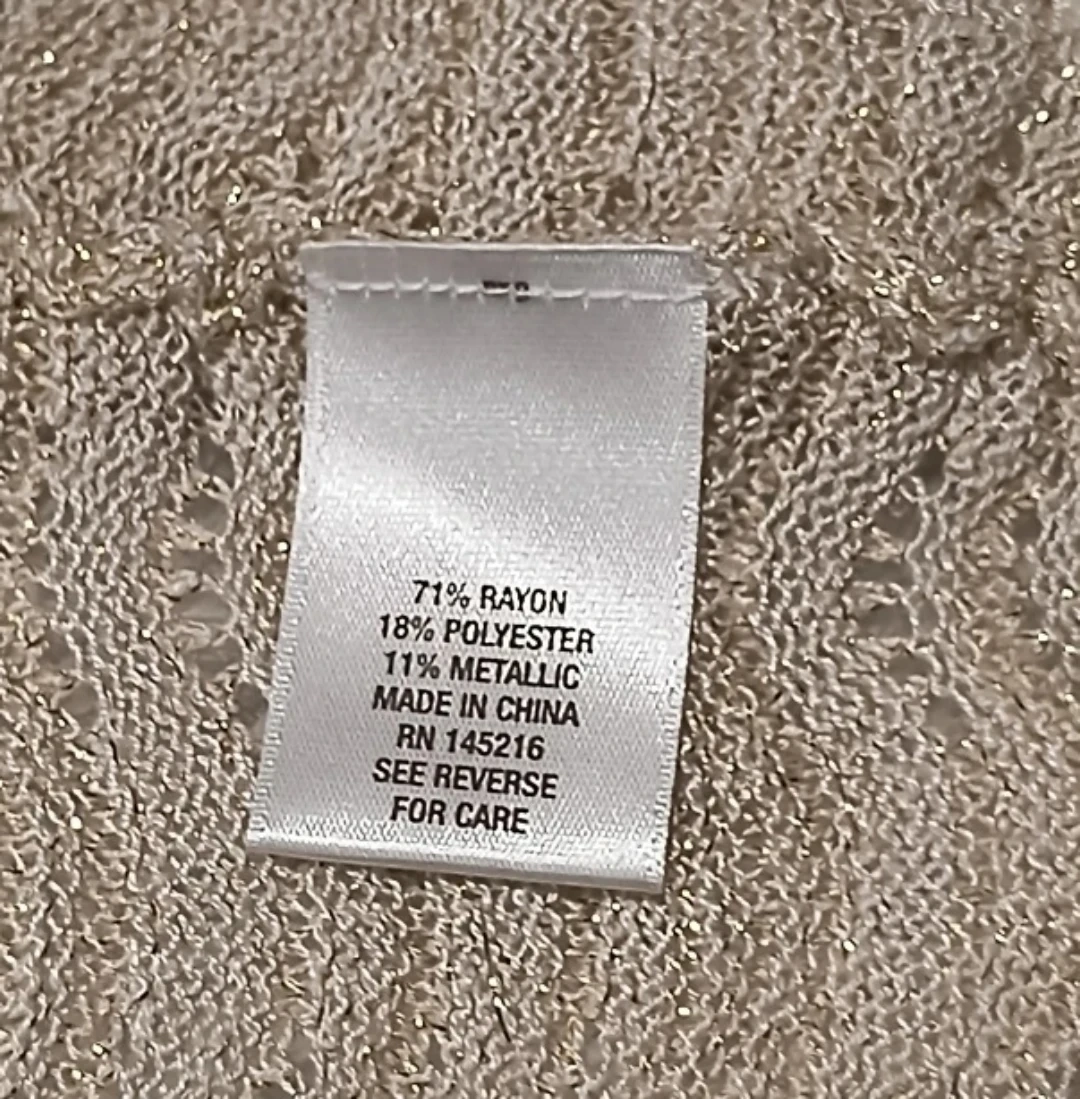 71% RAYON
18% POLYESTER
11% METALLIC
MADE IN CHINA
RN 145216
SEE REVERSE
FOR CARE